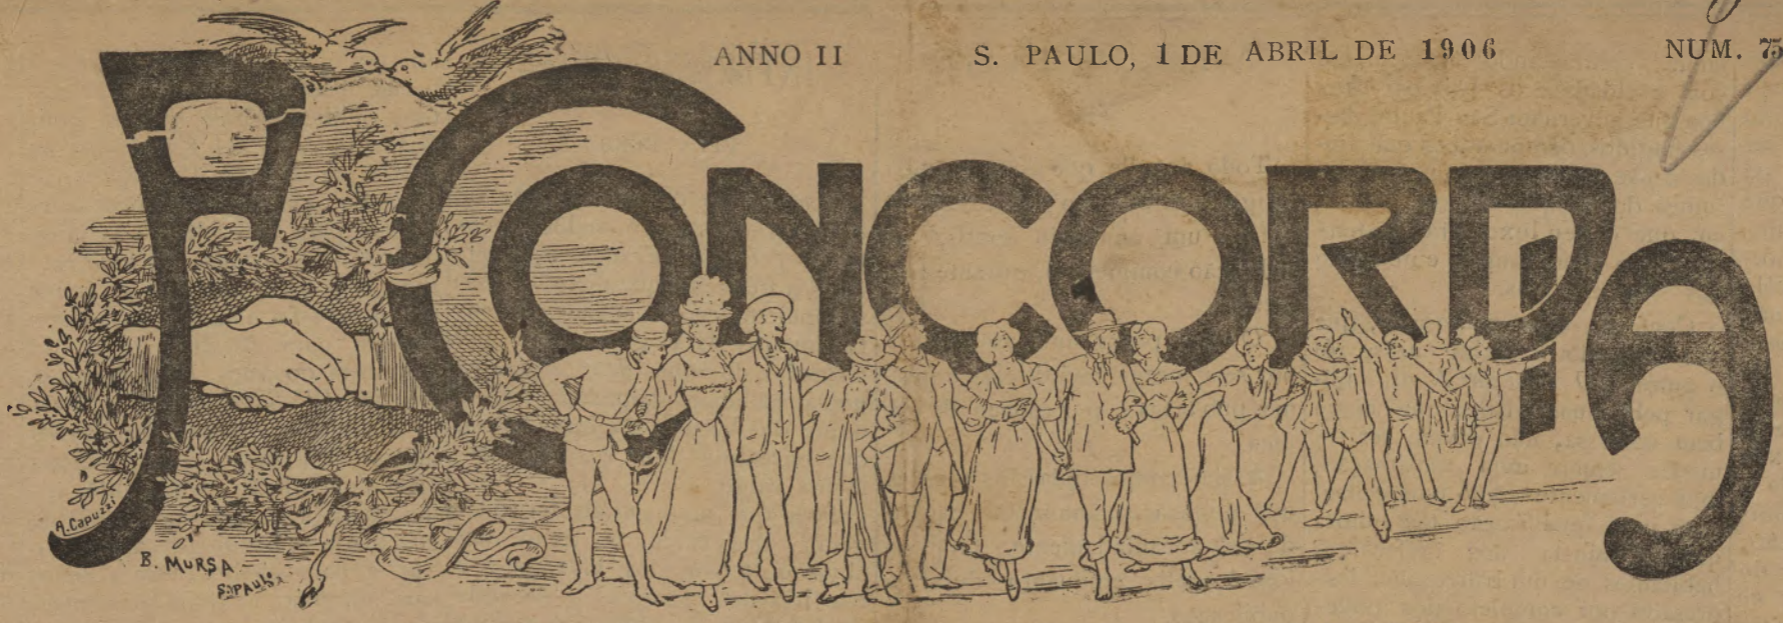 ANNO II S. PAULO, 1 DE ABRIL DE 1906 NUM. 75
A CONCORDIA
A. Capuzzi
B. MURSA
S. PAULO